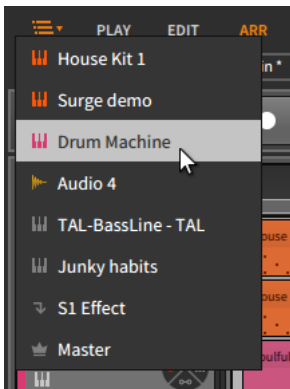 PLAY EDIT ARR
House Kit 1
in *
Surge demo
Drum Machine
Audio 4
TAL-BassLine - TAL
Junky habits
S1 Effect
Master